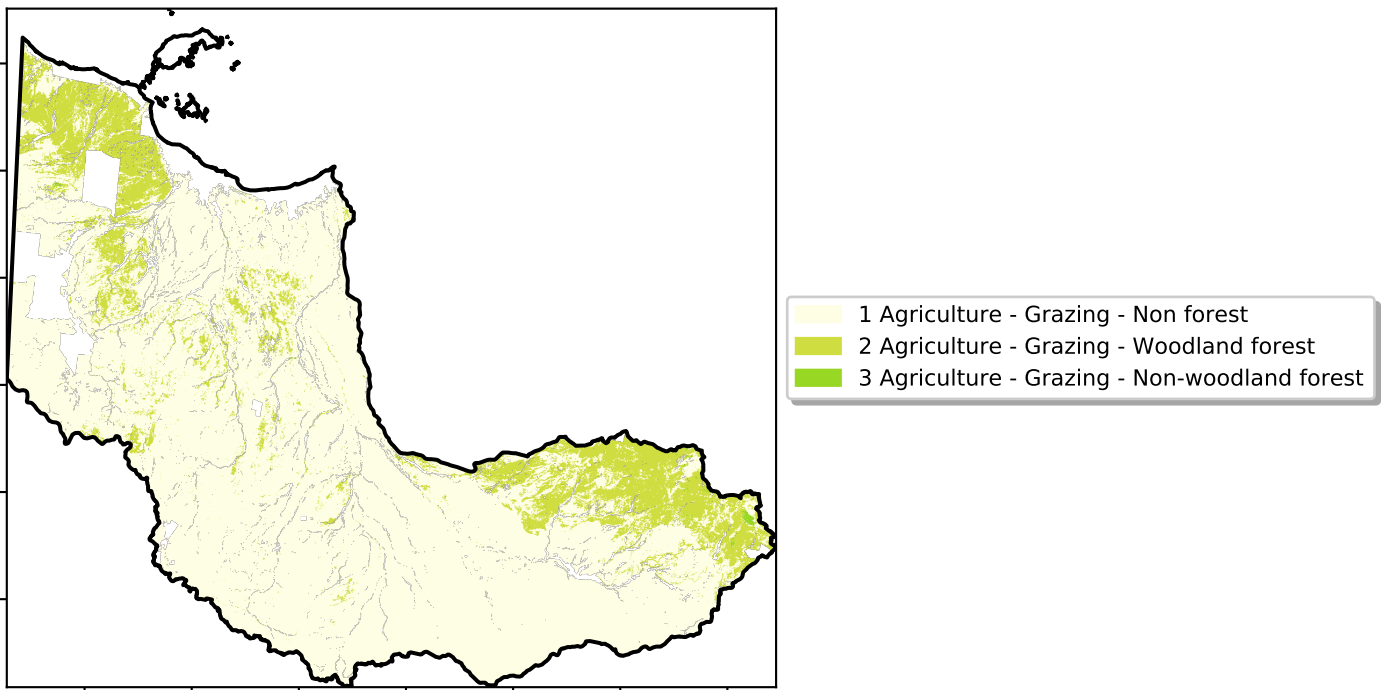 1 Agriculture - Grazing - Non forest
2 Agriculture - Grazing - Woodland forest
3 Agriculture - Grazing - Non-woodland forest